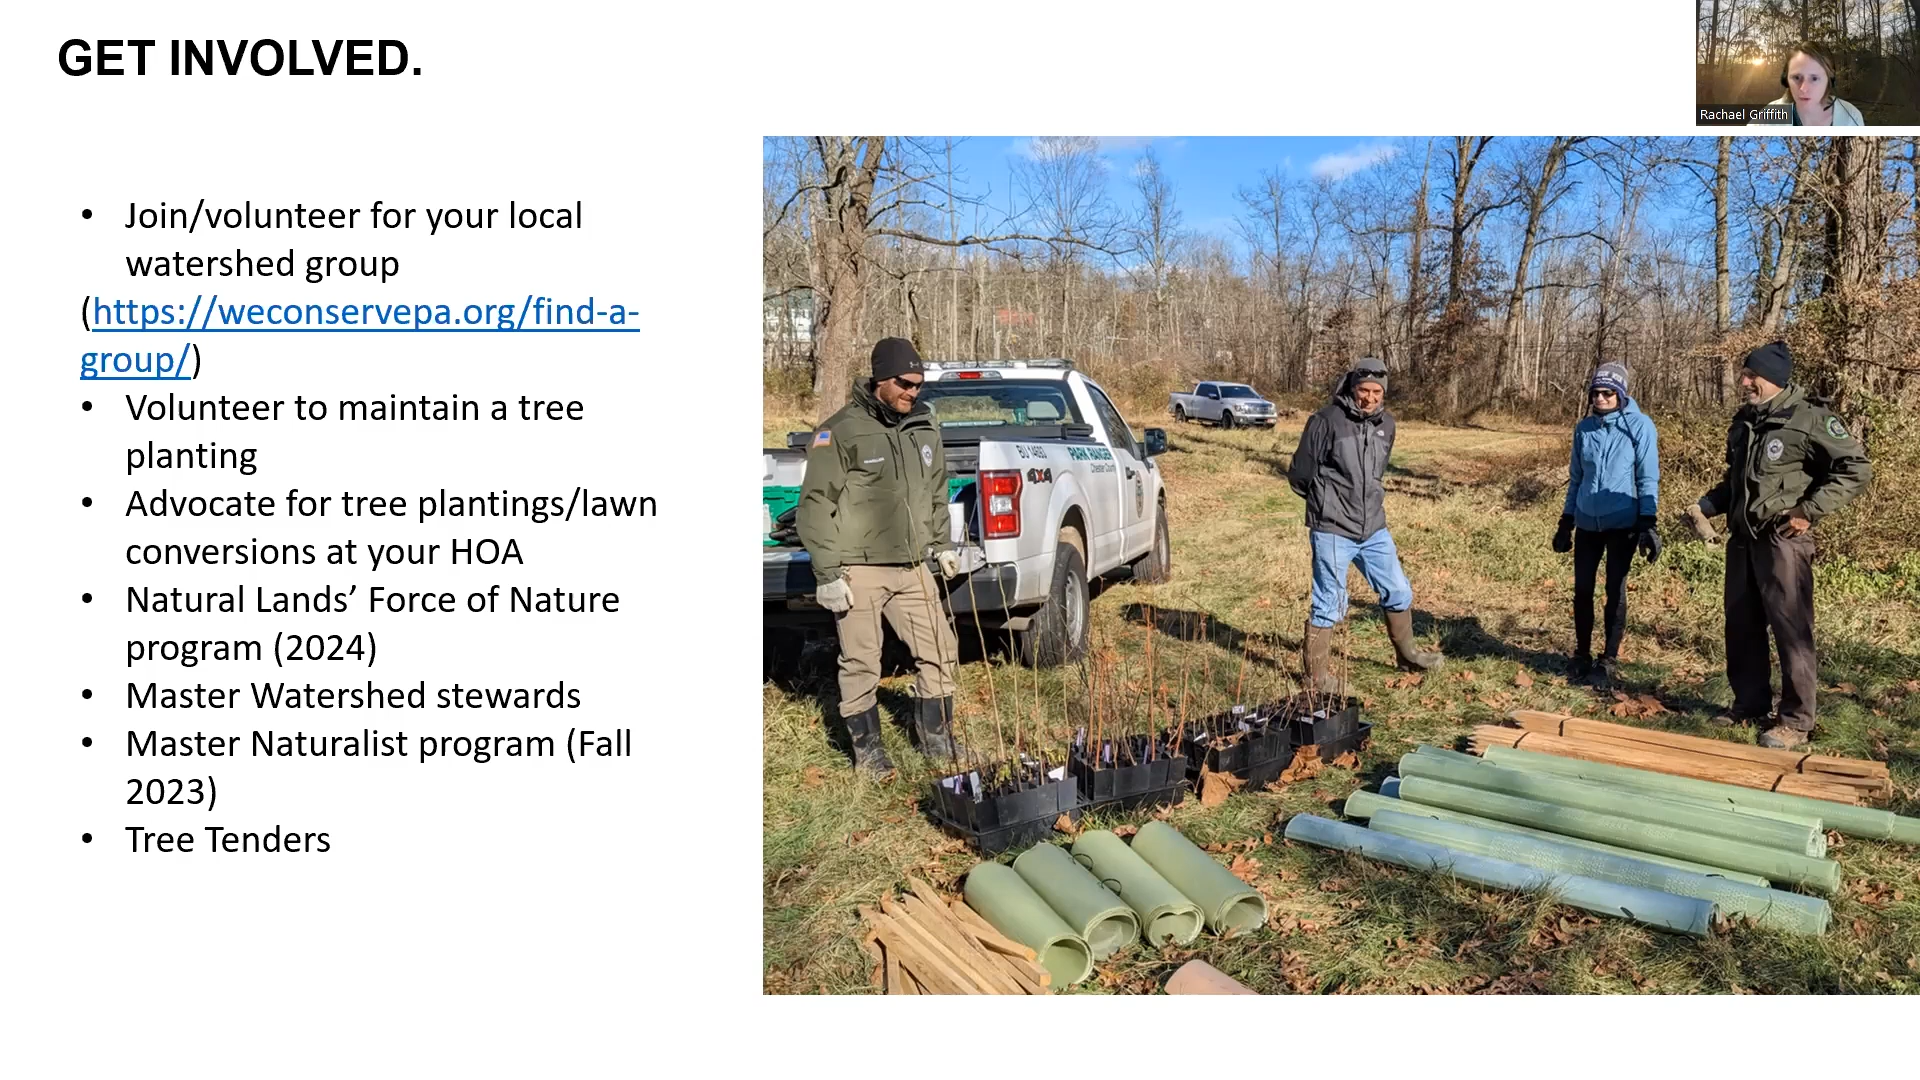 GET INVOLVED.
Rachael Griffith
• Join/volunteer for your local
watershed group
(https://weconservepa.org/find-a-
group/)
• Volunteer to maintain a tree
planting
• Advocate for tree plantings/lawn
conversions at your HOA
• Natural Lands’ Force of Nature
program (2024)
• Master Watershed stewards
• Master Naturalist program (Fall
2023)
• Tree Tenders
PARK RANGER
Chester County
4x4